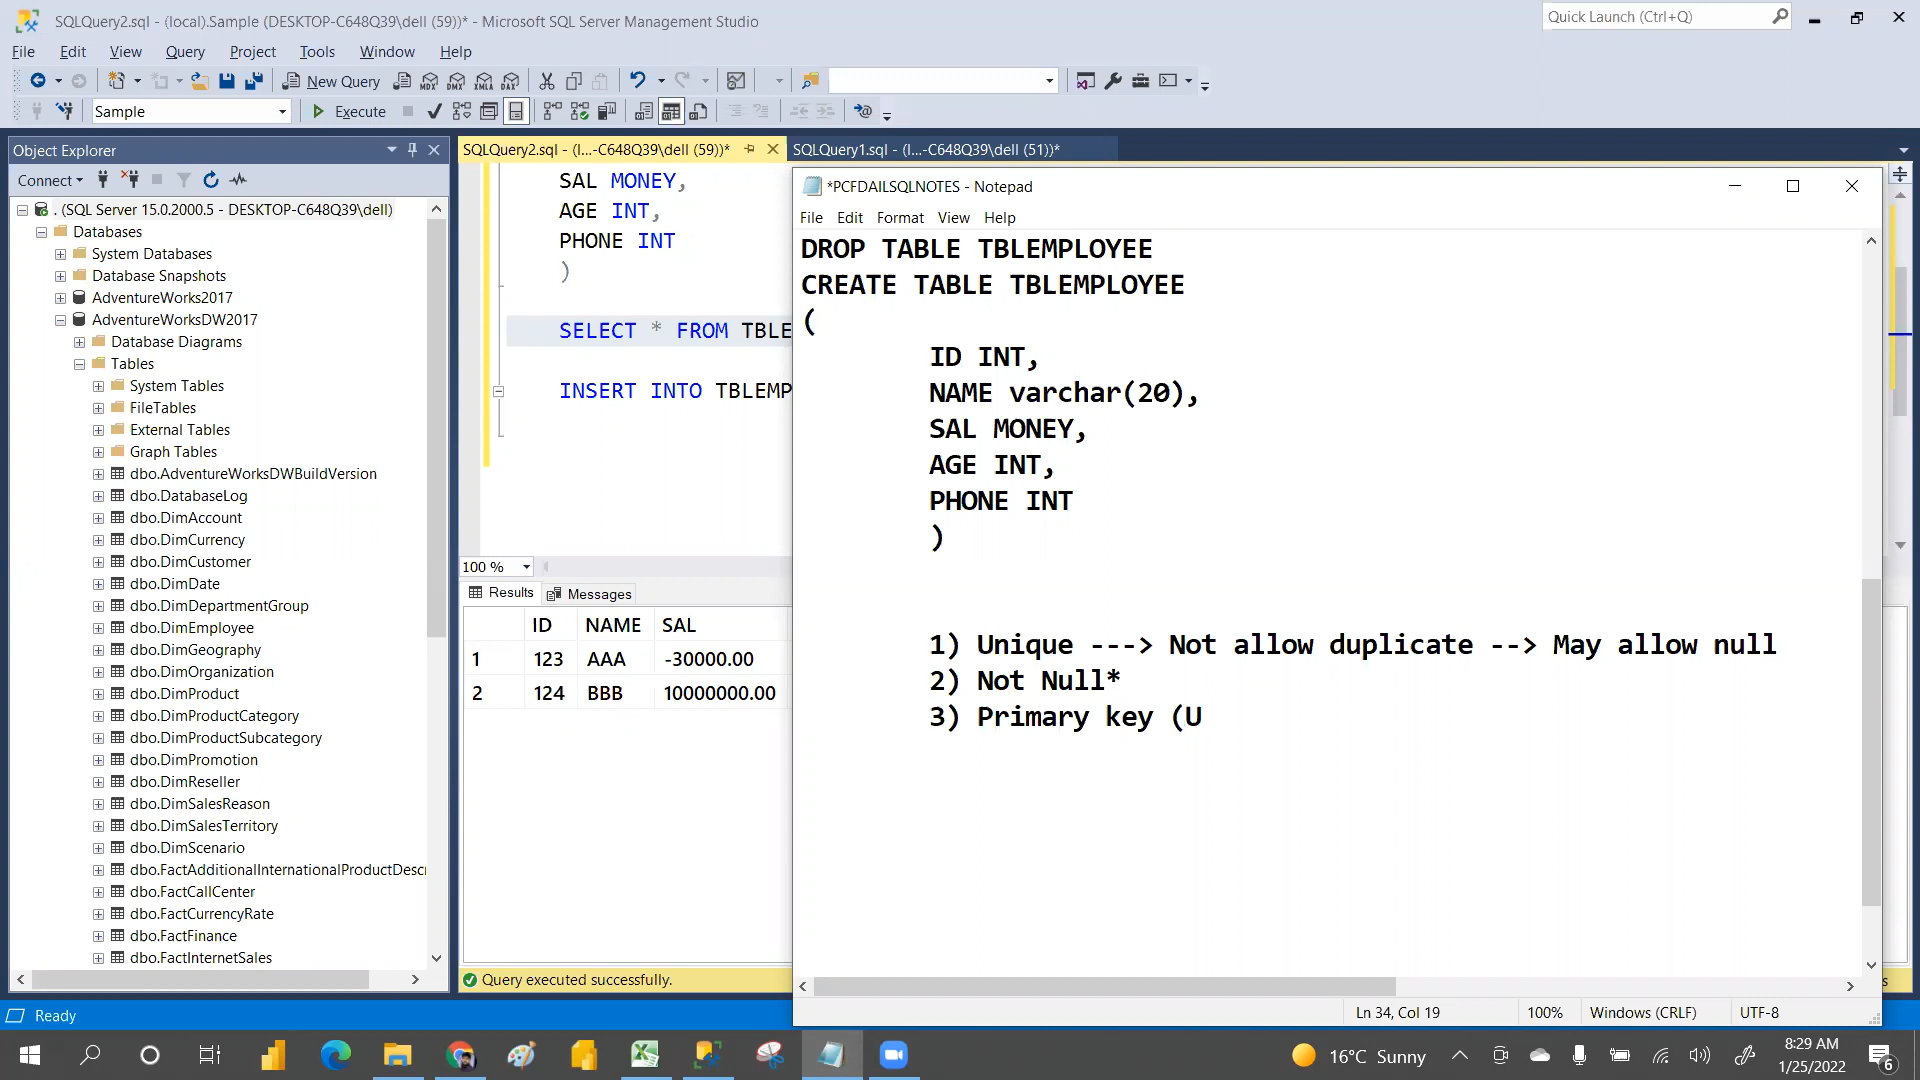 SQLQuery2.sql - (local).Sample (DESKTOP-C648Q39\dell (59))* - Microsoft SQL Server Management Studio
Quick Launch (Ctrl+Q)
File Edit View Query Project Tools Window Help
New Query
MDX DMX XMLA DAX
Sample
Execute
Object Explorer
Connect
. (SQL Server 15.0.2000.5 - DESKTOP-C648Q39\dell)
Databases
System Databases
Database Snapshots
AdventureWorks2017
AdventureWorksDW2017
Database Diagrams
Tables
System Tables
FileTables
External Tables
Graph Tables
dbo.AdventureWorksDWBuildVersion
dbo.DatabaseLog
dbo.DimAccount
dbo.DimCurrency
dbo.DimCustomer
dbo.DimDate
dbo.DimDepartmentGroup
dbo.DimEmployee
dbo.DimGeography
dbo.DimOrganization
dbo.DimProduct
dbo.DimProductCategory
dbo.DimProductSubcategory
dbo.DimPromotion
dbo.DimReseller
dbo.DimSalesReason
dbo.DimSalesTerritory
dbo.DimScenario
dbo.FactAdditionalInternationalProductDescr
dbo.FactCallCenter
dbo.FactCurrencyRate
dbo.FactFinance
dbo.FactInternetSales
SQLQuery2.sql - (l...-C648Q39\dell (59))*
SQLQuery1.sql - (l...-C648Q39\dell (51))*
SAL MONEY,
AGE INT,
PHONE INT
)
SELECT * FROM TBLE
INSERT INTO TBLEMP
100 %
Results Messages
ID NAME SAL
1 123 AAA -30000.00
2 124 BBB 10000000.00
Query executed successfully.
*PCFDAILSQLNOTES - Notepad
File Edit Format View Help
DROP TABLE TBLEMPLOYEE
CREATE TABLE TBLEMPLOYEE
(
ID INT,
NAME varchar(20),
SAL MONEY,
AGE INT,
PHONE INT
)
1) Unique ---> Not allow duplicate --> May allow null
2) Not Null*
3) Primary key (U
Ln 34, Col 19 100% Windows (CRLF) UTF-8
Ready
16°C Sunny
8:29 AM
1/25/2022
6